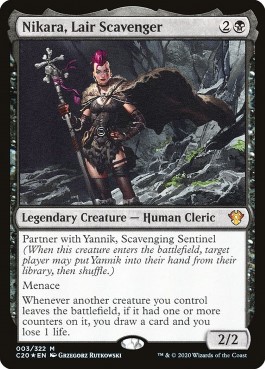 Nikara, Lair Scavenger 2
Legendary Creature — Human Cleric
Partner with Yannik, Scavenging Sentinel
(When this creature enters the battlefield, target
player may put Yannik into their hand from their
library, then shuffle.)
Menace
Whenever another creature you control
leaves the battlefield, if it had one or more
counters on it, you draw a card and you
lose 1 life.
2/2
003/322 M
C20 EN GRZEGORZ RUTKOWSKI ™ & © 2020 Wizards of the Coast